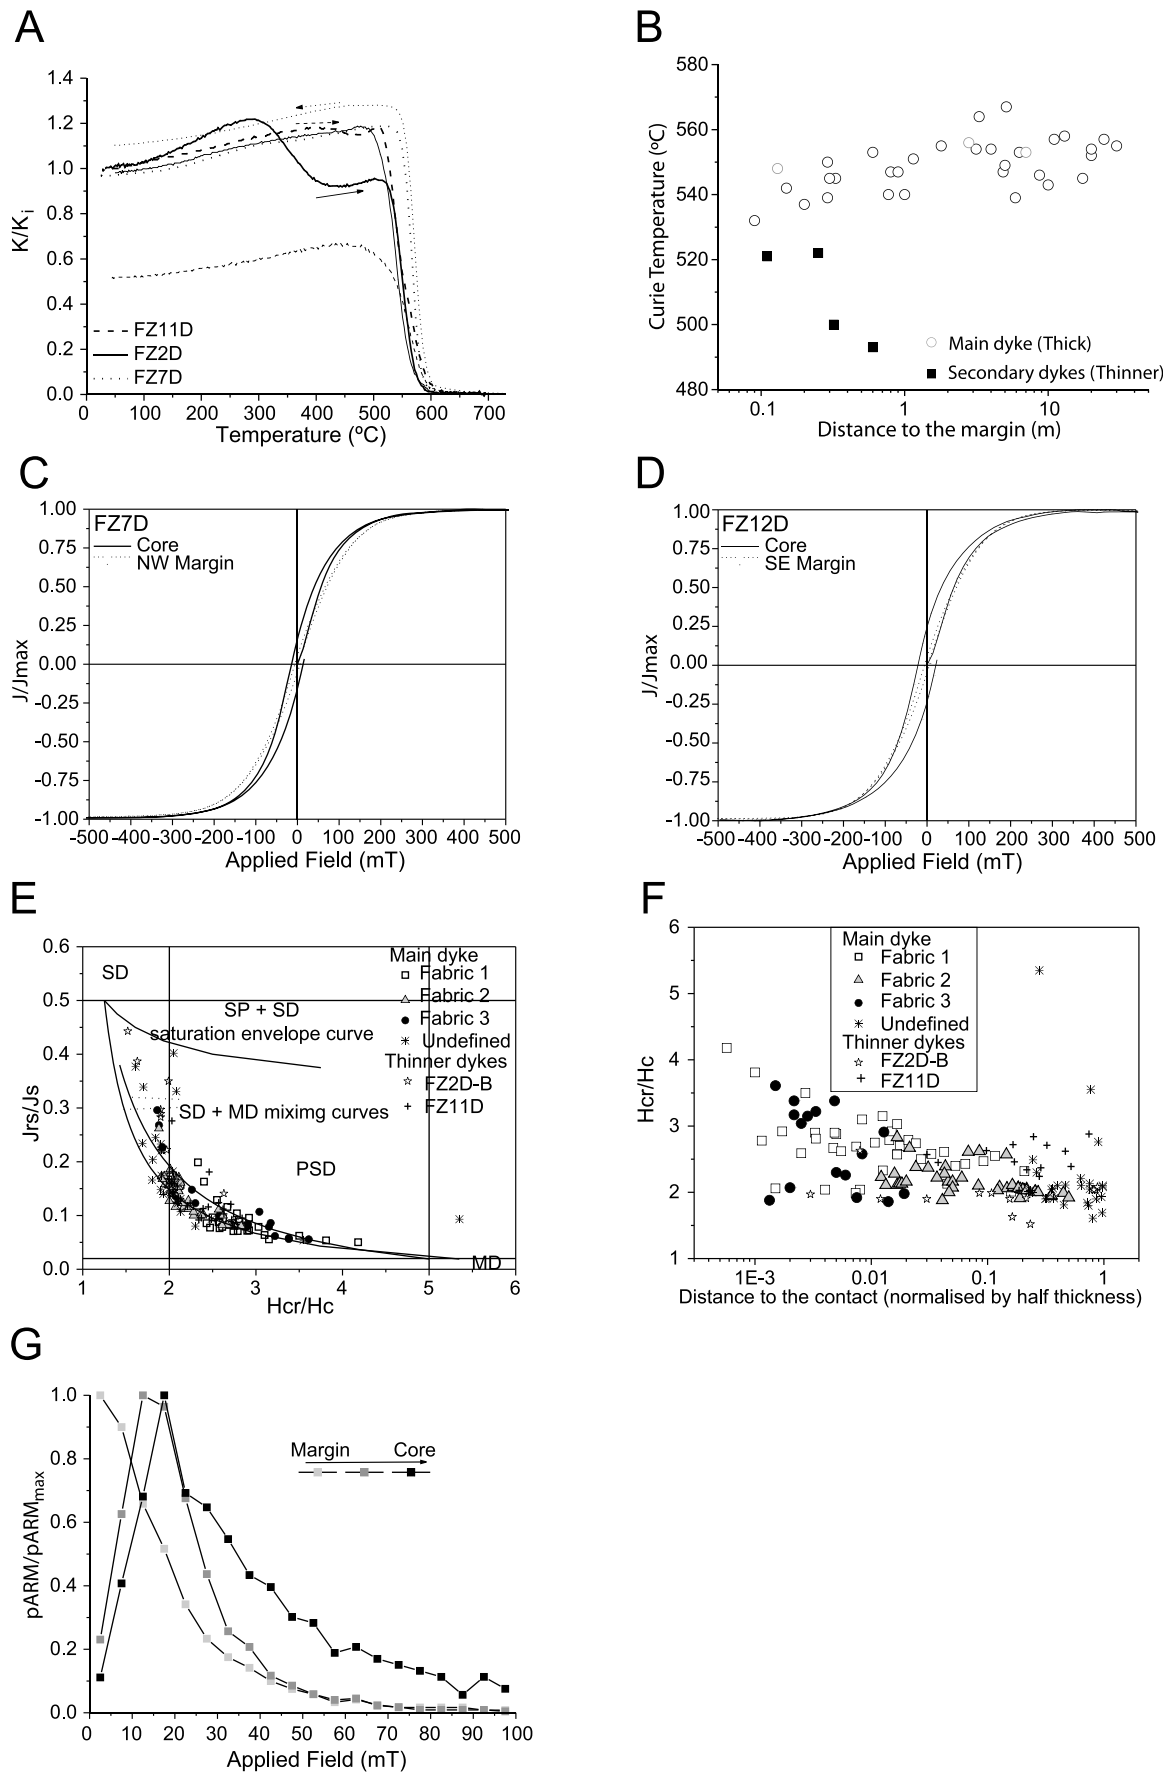 A
1.4
1.2
1.0
0.8
0.6
0.4
0.2
0.0
K/Ki
FZ11D
FZ2D
FZ7D
0 100 200 300 400 500 600 700
Temperature (ºC)
B
580
560
540
520
500
480
Curie Temperature (ºC)
Main dyke (Thick)
Secondary dykes (Thinner)
0.1 1 10
Distance to the margin (m)
C
1.00
0.75
0.50
0.25
0.00
-0.25
-0.50
-0.75
-1.00
J/Jmax
FZ7D
Core
NW Margin
-500 -400 -300 -200 -100 0 100 200 300 400 500
Applied Field (mT)
D
1.00
0.75
0.50
0.25
0.00
-0.25
-0.50
-0.75
-1.00
J/Jmax
FZ12D
Core
SE Margin
-500 -400 -300 -200 -100 0 100 200 300 400 500
Applied Field (mT)
E
0.6
0.5
0.4
0.3
0.2
0.1
0.0
Jrs/Js
SD
SP + SD
saturation envelope curve
SD + MD miximg curves
PSD
MD
Main dyke
Fabric 1
Fabric 2
Fabric 3
Undefined
Thinner dykes
FZ2D-B
FZ11D
1 2 3 4 5 6
Hcr/Hc
F
6
5
4
3
2
1
Hcr/Hc
Main dyke
Fabric 1
Fabric 2
Fabric 3
Undefined
Thinner dykes
FZ2D-B
FZ11D
1E-3 0.01 0.1 1
Distance to the contact (normalised by half thickness)
G
1.0
0.8
0.6
0.4
0.2
0.0
pARM/pARMmax
Margin Core
0 10 20 30 40 50 60 70 80 90 100
Applied Field (mT)